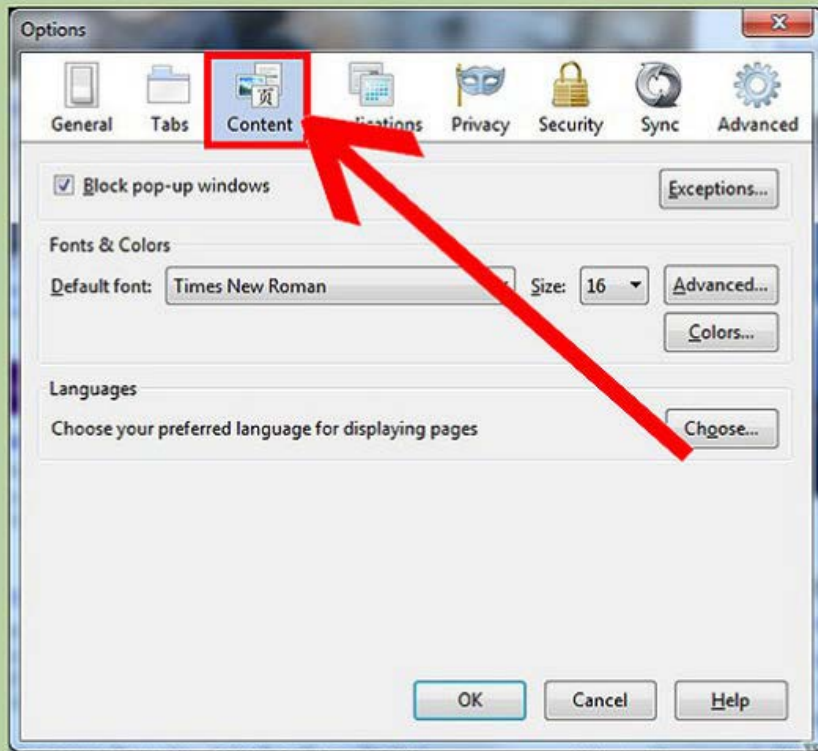 Options
General Tabs Content Privacy Security Sync Advanced
页
Block pop-up windows Exceptions...
Fonts & Colors
Default font: Times New Roman Size: 16 Advanced...
Colors...
Languages
Choose your preferred language for displaying pages Choose...
OK Cancel Help